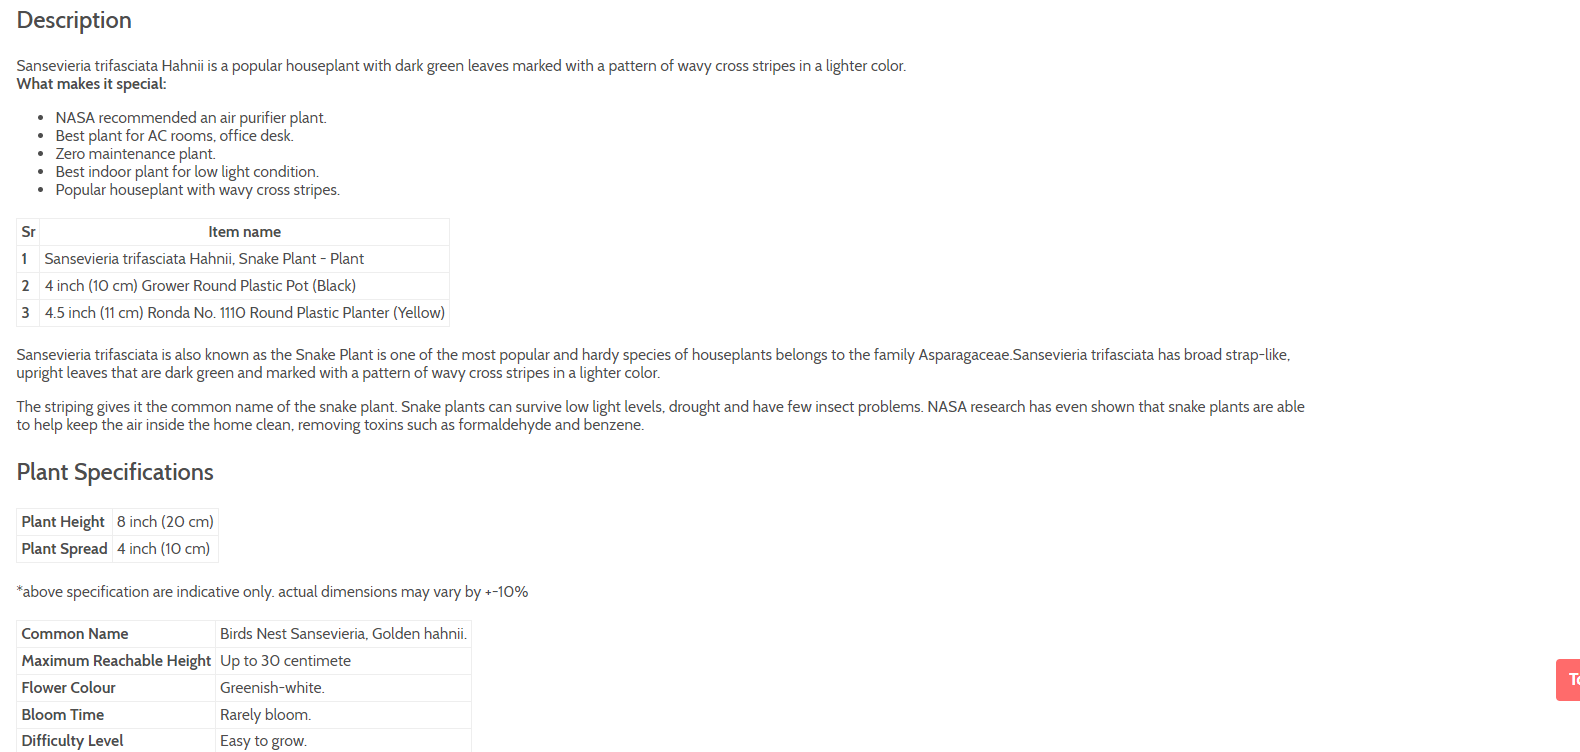 Description
Sansevieria trifasciata Hahnii is a popular houseplant with dark green leaves marked with a pattern of wavy cross stripes in a lighter color.
What makes it special:
NASA recommended an air purifier plant.
Best plant for AC rooms, office desk.
Zero maintenance plant.
Best indoor plant for low light condition.
Popular houseplant with wavy cross stripes.
Sr Item name
1 Sansevieria trifasciata Hahnii, Snake Plant - Plant
2 4 inch (10 cm) Grower Round Plastic Pot (Black)
3 4.5 inch (11 cm) Ronda No. 1110 Round Plastic Planter (Yellow)
Sansevieria trifasciata is also known as the Snake Plant is one of the most popular and hardy species of houseplants belongs to the family Asparagaceae.Sansevieria trifasciata has broad strap-like,
upright leaves that are dark green and marked with a pattern of wavy cross stripes in a lighter color.
The striping gives it the common name of the snake plant. Snake plants can survive low light levels, drought and have few insect problems. NASA research has even shown that snake plants are able
to help keep the air inside the home clean, removing toxins such as formaldehyde and benzene.
Plant Specifications
Plant Height 8 inch (20 cm)
Plant Spread 4 inch (10 cm)
*above specification are indicative only. actual dimensions may vary by +-10%
Common Name Birds Nest Sansevieria, Golden hahnii.
Maximum Reachable Height Up to 30 centimete
Flower Colour Greenish-white.
Bloom Time Rarely bloom.
Difficulty Level Easy to grow.